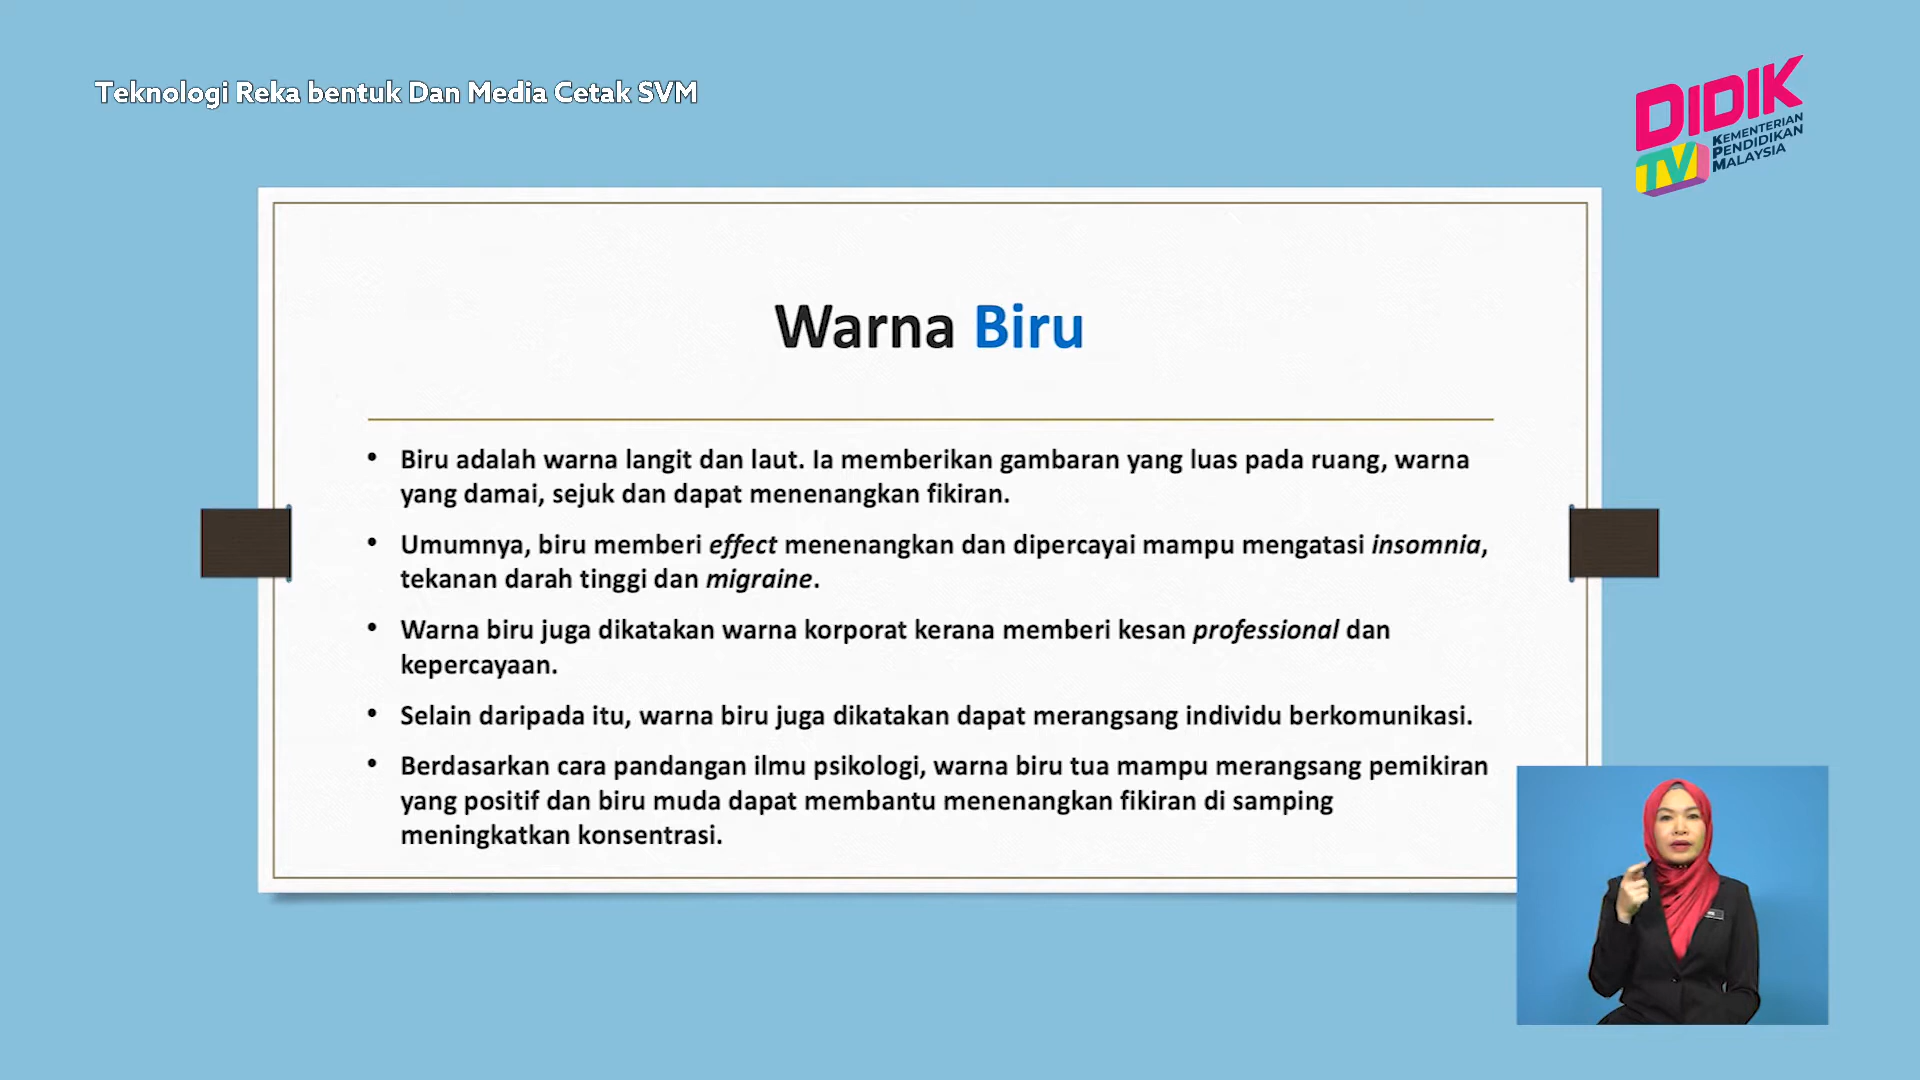 Teknologi Reka bentuk Dan Media Cetak SVM
DIDIK
TV
KEMENTERIAN
PENDIDIKAN
MALAYSIA
Warna Biru
• Biru adalah warna langit dan laut. Ia memberikan gambaran yang luas pada ruang, warna
yang damai, sejuk dan dapat menenangkan fikiran.
• Umumnya, biru memberi effect menenangkan dan dipercayai mampu mengatasi insomnia,
tekanan darah tinggi dan migraine.
• Warna biru juga dikatakan warna korporat kerana memberi kesan professional dan
kepercayaan.
• Selain daripada itu, warna biru juga dikatakan dapat merangsang individu berkomunikasi.
• Berdasarkan cara pandangan ilmu psikologi, warna biru tua mampu merangsang pemikiran
yang positif dan biru muda dapat membantu menenangkan fikiran di samping
meningkatkan konsentrasi.